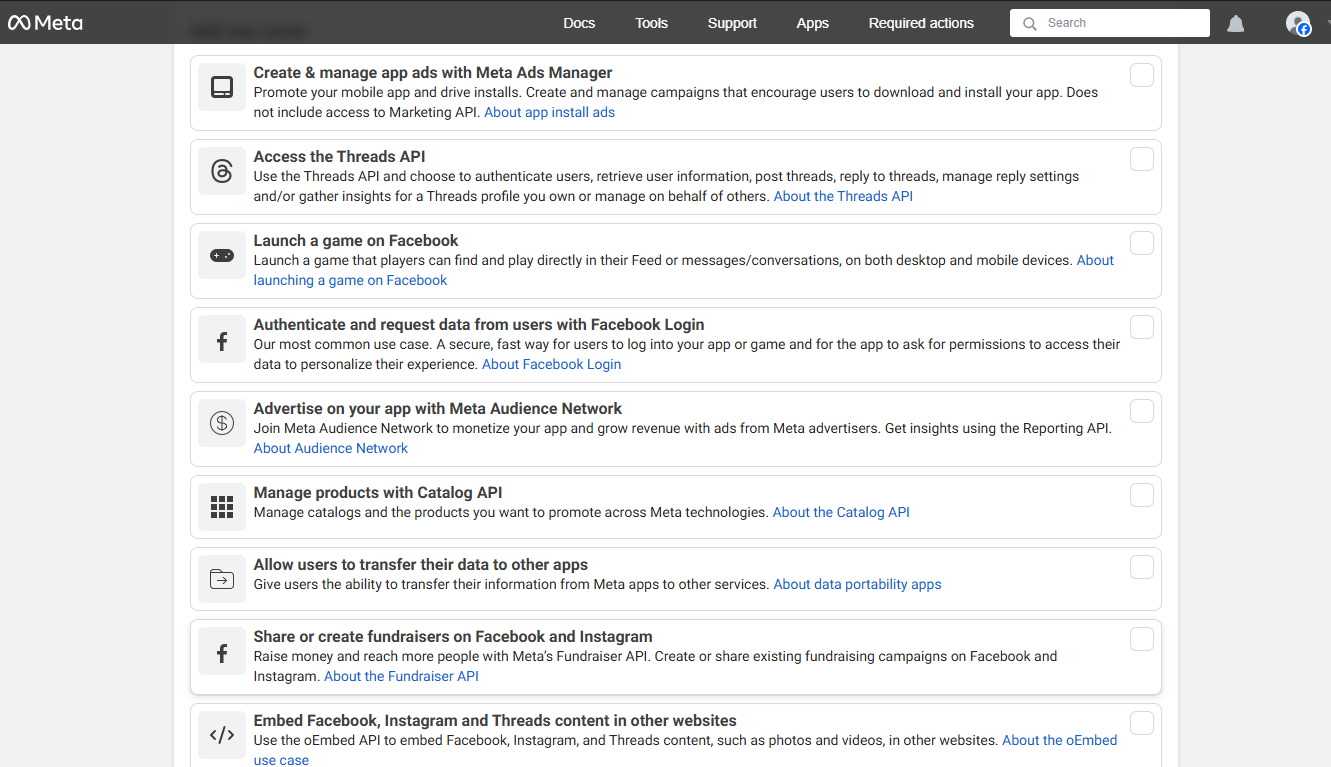 Meta
Docs
Tools
Support
Apps
Required actions
Search
Create & manage app ads with Meta Ads Manager
Promote your mobile app and drive installs. Create and manage campaigns that encourage users to download and install your app. Does
not include access to Marketing API. About app install ads
Access the Threads API
Use the Threads API and choose to authenticate users, retrieve user information, post threads, reply to threads, manage reply settings
and/or gather insights for a Threads profile you own or manage on behalf of others. About the Threads API
Launch a game on Facebook
Launch a game that players can find and play directly in their Feed or messages/conversations, on both desktop and mobile devices. About
launching a game on Facebook
Authenticate and request data from users with Facebook Login
Our most common use case. A secure, fast way for users to log into your app or game and for the app to ask for permissions to access their
data to personalize their experience. About Facebook Login
Advertise on your app with Meta Audience Network
Join Meta Audience Network to monetize your app and grow revenue with ads from Meta advertisers. Get insights using the Reporting API.
About Audience Network
Manage products with Catalog API
Manage catalogs and the products you want to promote across Meta technologies. About the Catalog API
Allow users to transfer their data to other apps
Give users the ability to transfer their information from Meta apps to other services. About data portability apps
Share or create fundraisers on Facebook and Instagram
Raise money and reach more people with Meta's Fundraiser API. Create or share existing fundraising campaigns on Facebook and
Instagram. About the Fundraiser API
Embed Facebook, Instagram and Threads content in other websites
Use the oEmbed API to embed Facebook, Instagram, and Threads content, such as photos and videos, in other websites. About the oEmbed
use case